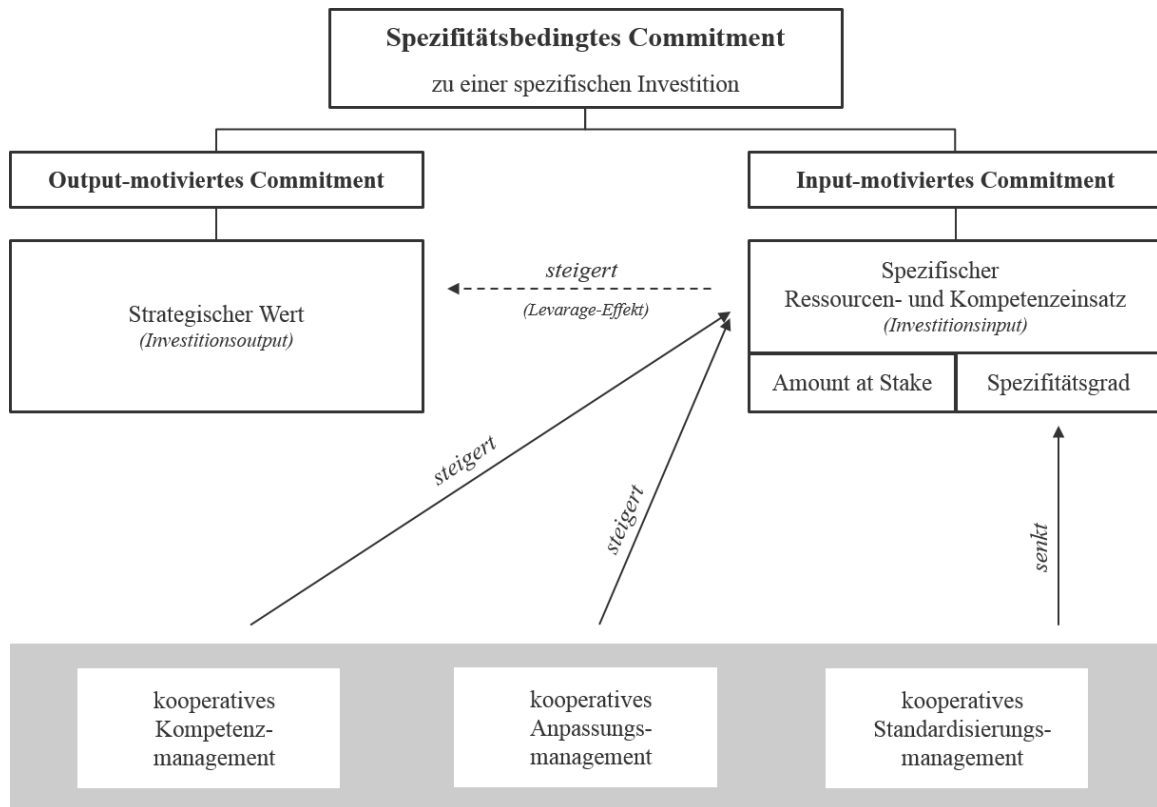 Spezifitätsbedingtes Commitment
zu einer spezifischen Investition
Output-motiviertes Commitment
Input-motiviertes Commitment
Strategischer Wert
(Investitionsoutput)
steigert
(Levarage-Effekt)
Spezifischer
Ressourcen- und Kompetenzeinsatz
(Investitionsinput)
Amount at Stake
Spezifitätsgrad
steigert
steigert
senkt
kooperatives
Kompetenz-
management
kooperatives
Anpassungs-
management
kooperatives
Standardisierungs-
management